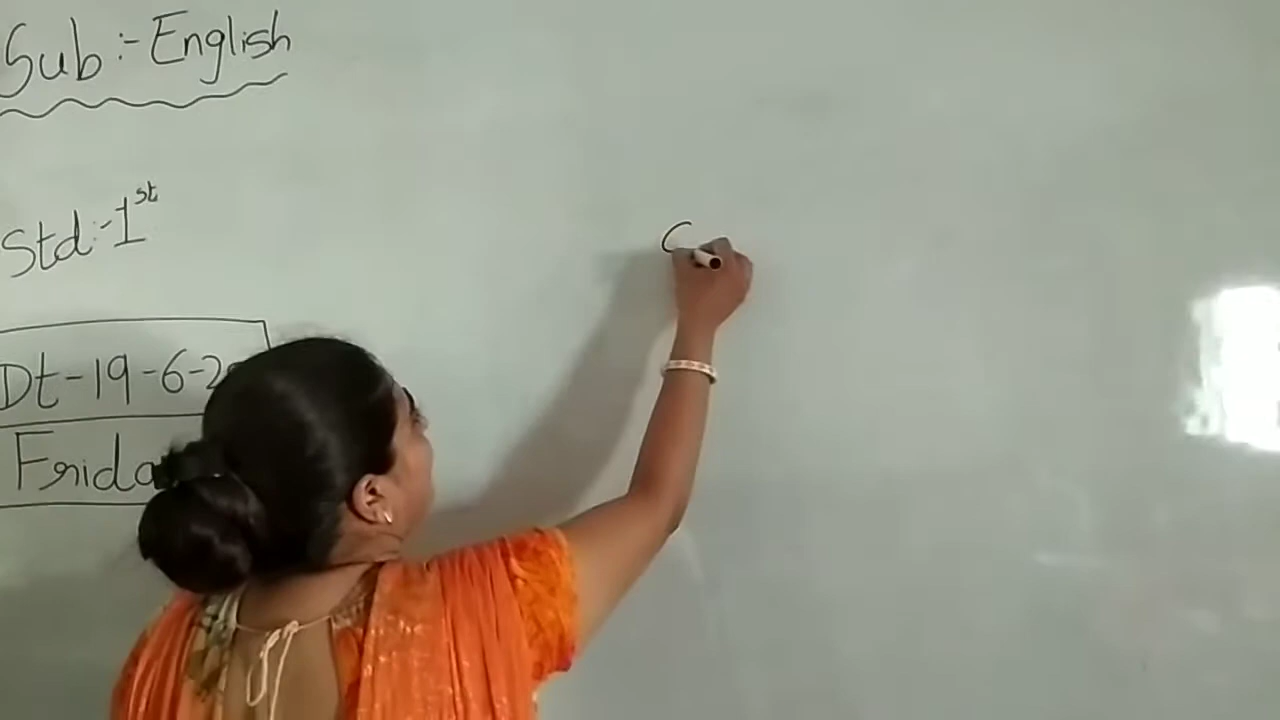 Sub :- English
Std :- 1st
Dt - 19 - 6 - 2
Frida